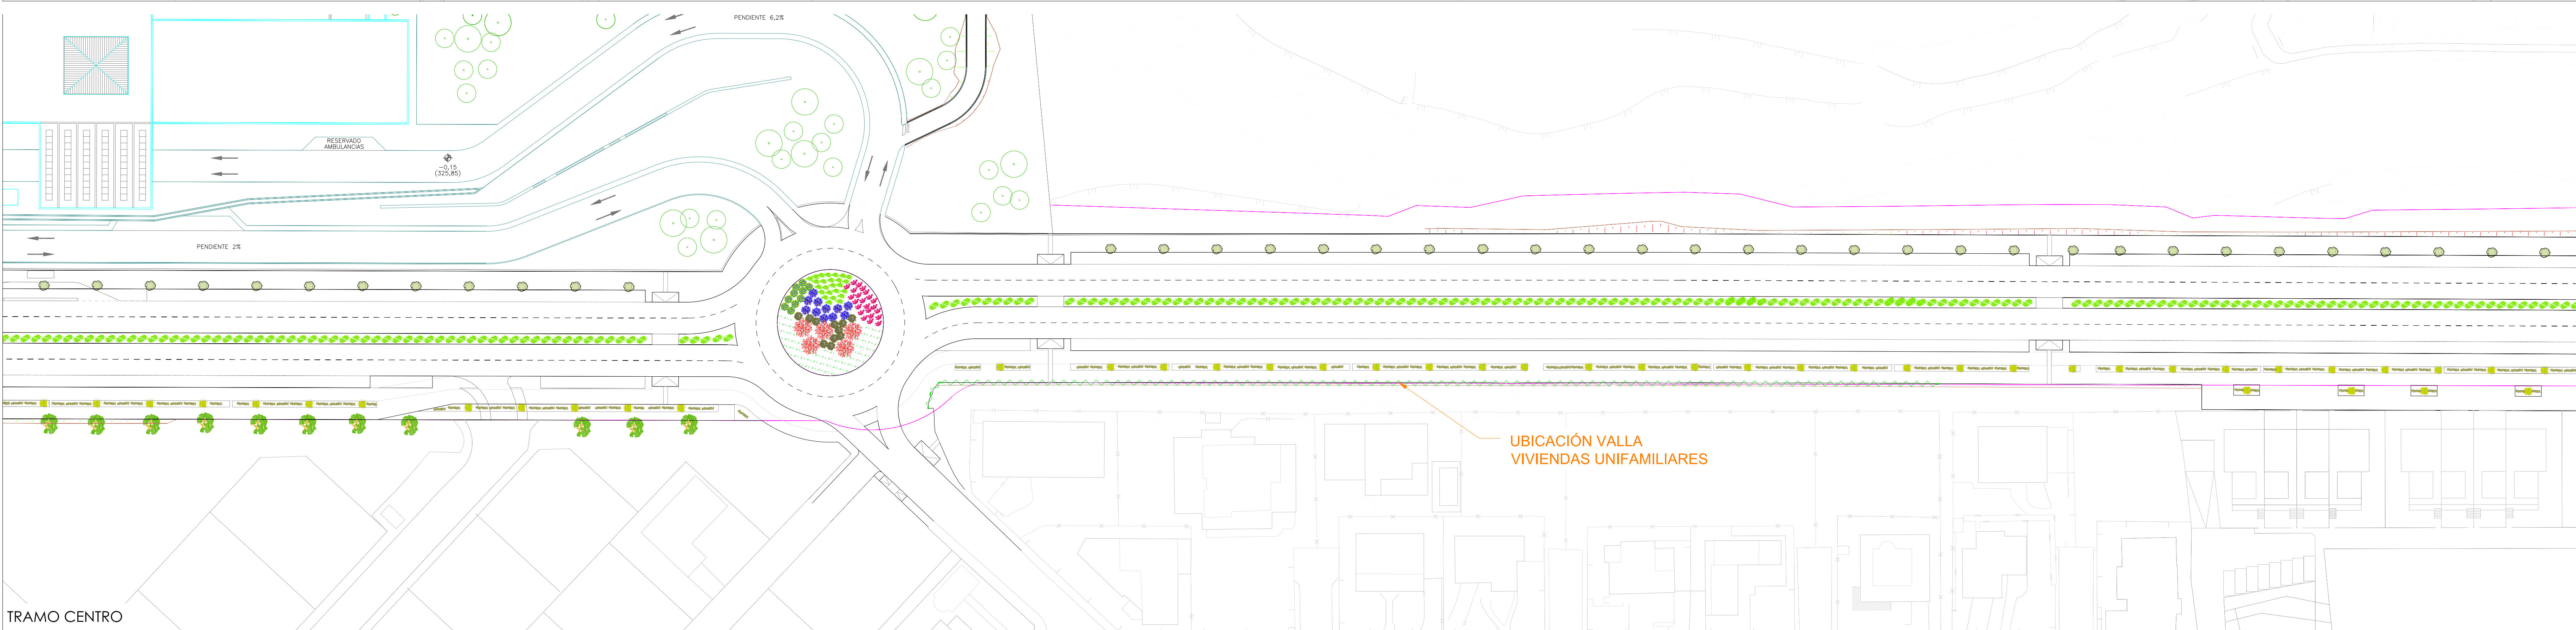 PENDIENTE 6,2%
RESERVADO
AMBULANCIAS
-0,15
(325,85)
PENDIENTE 2%
UBICACIÓN VALLA
VIVIENDAS UNIFAMILIARES
TRAMO CENTRO